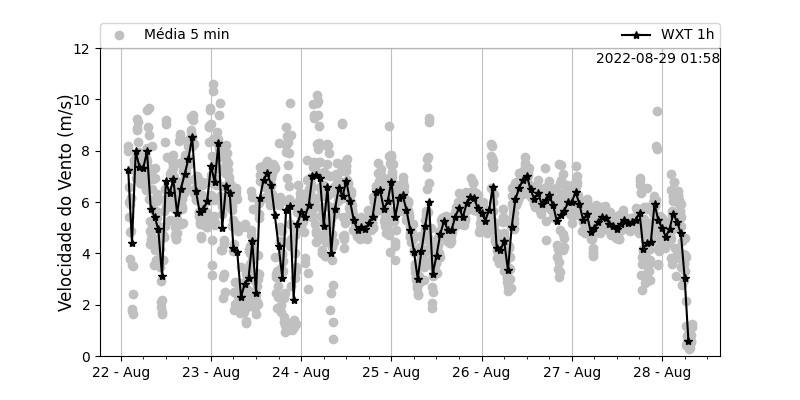 Média 5 min
WXT 1h
2022-08-29 01:58
Velocidade do Vento (m/s)
12
10
8
6
4
2
0
22 - Aug
23 - Aug
24 - Aug
25 - Aug
26 - Aug
27 - Aug
28 - Aug